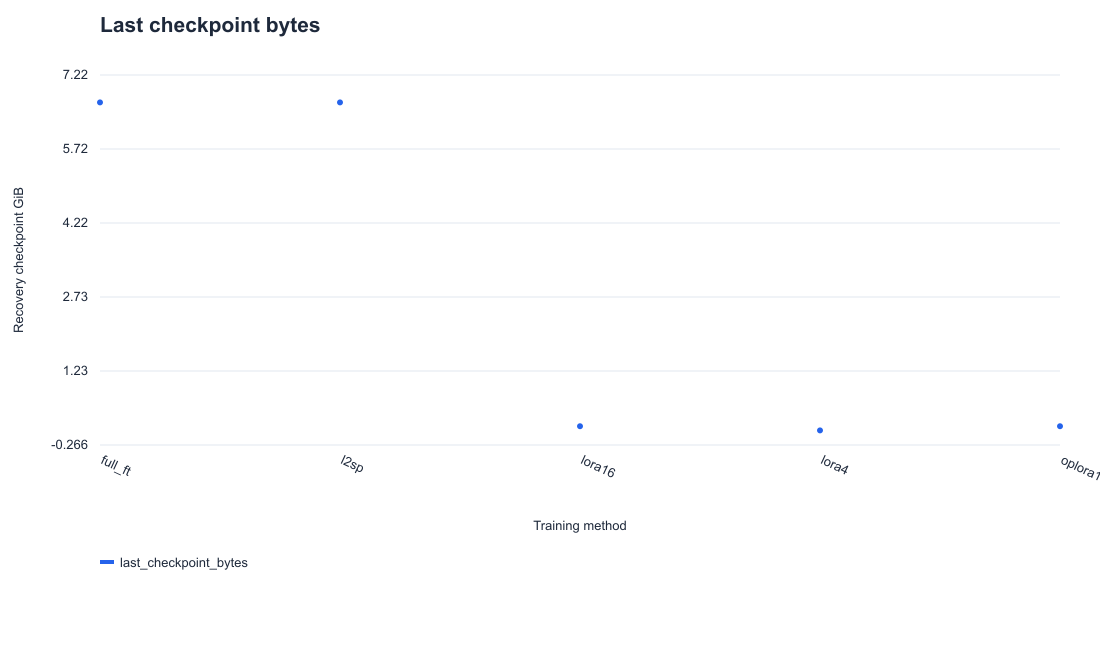 Last checkpoint bytes
7.22
5.72
4.22
2.73
1.23
-0.266
Recovery checkpoint GiB
full_ft
l2sp
lora16
lora4
oplora1
Training method
last_checkpoint_bytes